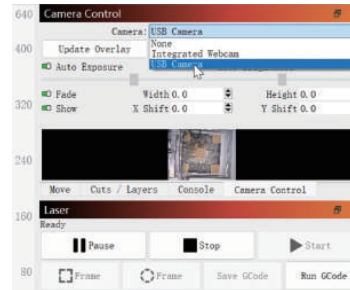 640
Camera Control
Camera: USB Camera
400
Update Overlay
None
Integrated Webcam
USB Camera
Auto Exposure
Fade
Width 0.0
Height 0.0
320
Show
X Shift 0.0
Y Shift 0.0
240
Move
Cuts / Layers
Console
Camera Control
160
Laser
Ready
Pause
Stop
Start
80
Frame
Frame
Save GCode
Run GCode